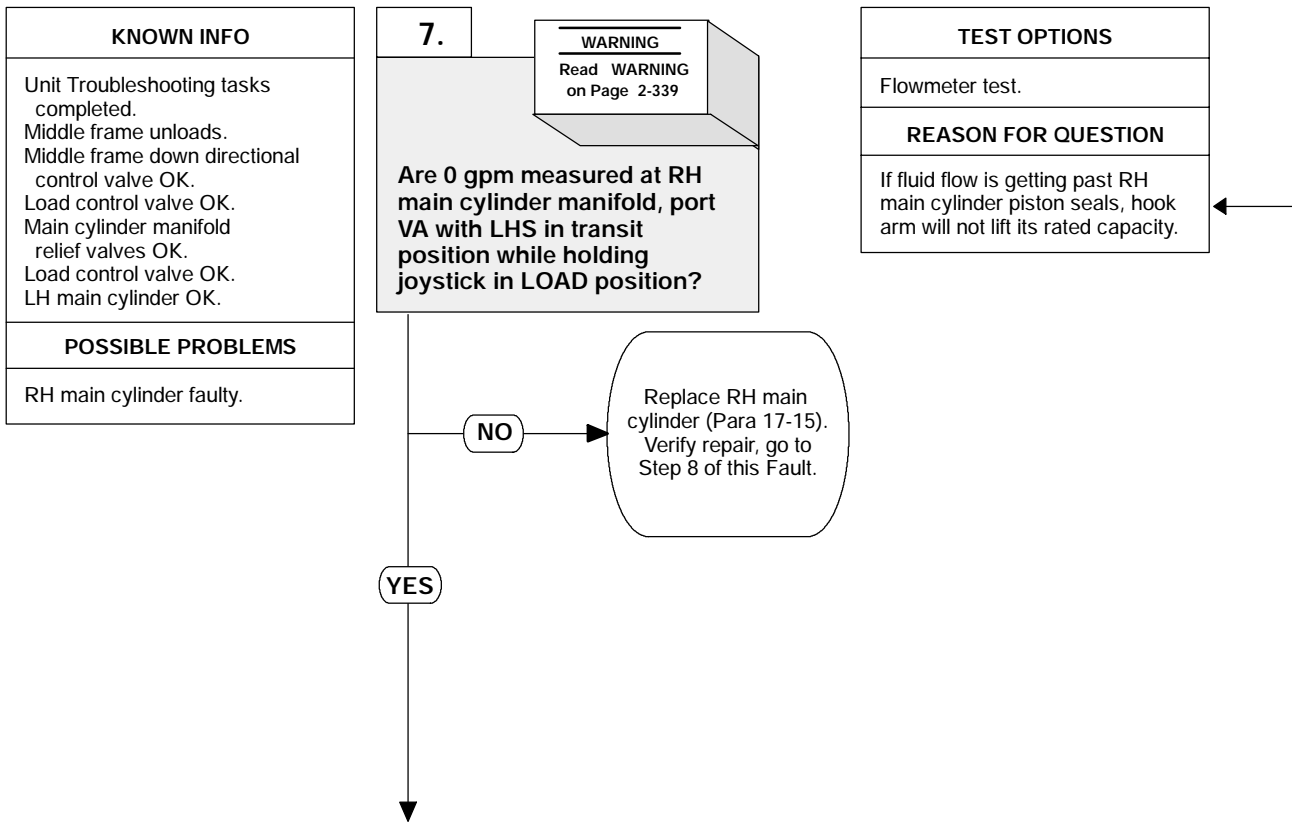 KNOWN INFO
Unit Troubleshooting tasks
completed.
Middle frame unloads.
Middle frame down directional
control valve OK.
Load control valve OK.
Main cylinder manifold
relief valves OK.
Load control valve OK.
LH main cylinder OK.
POSSIBLE PROBLEMS
RH main cylinder faulty.
7.
WARNING
Read WARNING
on Page 2-339
Are 0 gpm measured at RH
main cylinder manifold, port
VA with LHS in transit
position while holding
joystick in LOAD position?
TEST OPTIONS
Flowmeter test.
REASON FOR QUESTION
If fluid flow is getting past RH
main cylinder piston seals, hook
arm will not lift its rated capacity.
NO
Replace RH main
cylinder (Para 17-15).
Verify repair, go to
Step 8 of this Fault.
YES